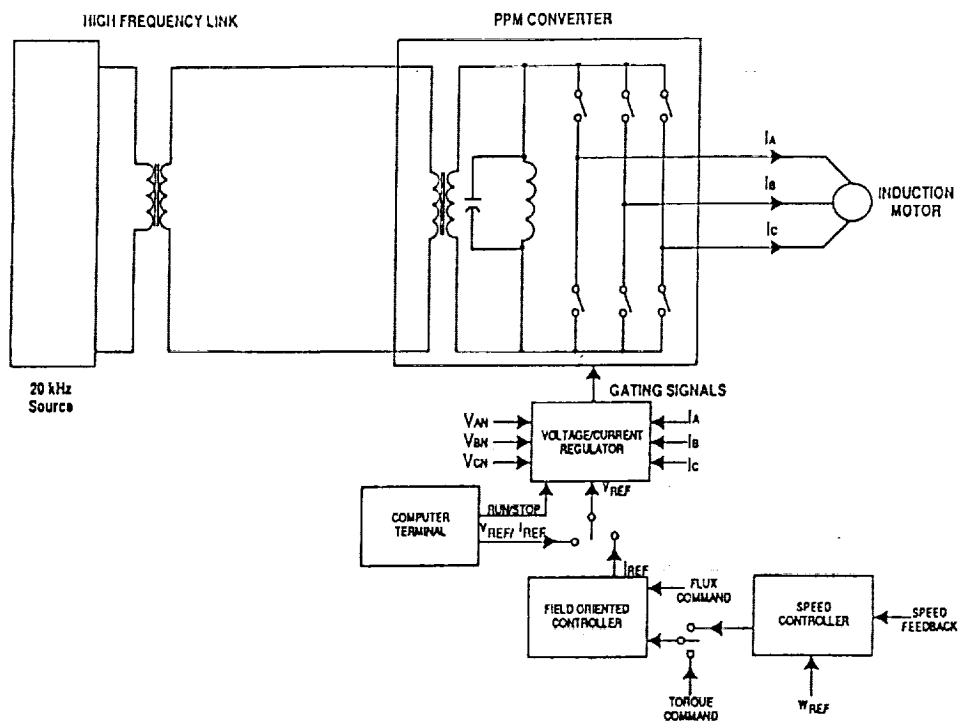 HIGH FREQUENCY LINK
PPM CONVERTER
IA
IB
IC
INDUCTION
MOTOR
20 kHz
Source
GATING SIGNALS
VAN
VBN
VCN
VOLTAGE/CURRENT
REGULATOR
IA
IB
IC
VREF
COMPUTER
TERMINAL
RUN/STOP
VREF/ IREF
IREF
FIELD ORIENTED
CONTROLLER
FLUX
COMMAND
SPEED
CONTROLLER
SPEED
FEEDBACK
TORQUE
COMMAND
WREF